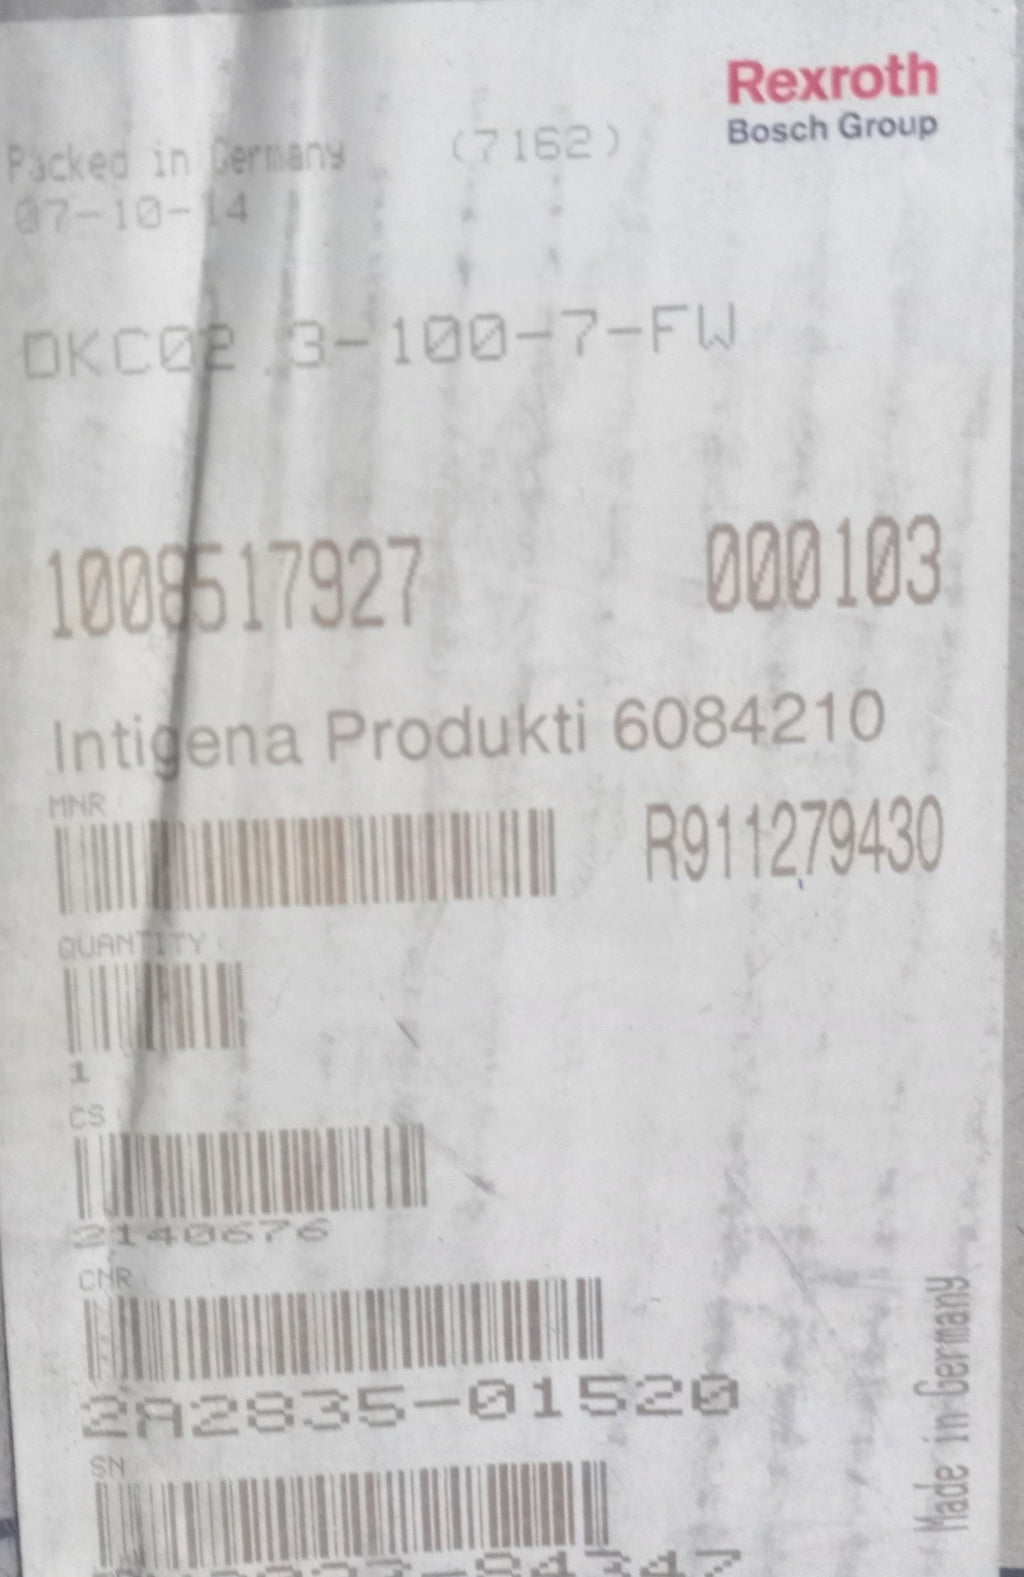 Rexroth
Bosch Group
Packed in Germany (7162)
07-10-14
DKC02.3-100-7-FW
1008517927 000103
Intigena Produkti 6084210
MNR
R911279430
QUANTITY
1
CS
2140676
CNR
2A2835-01520
SN
Made in Germany